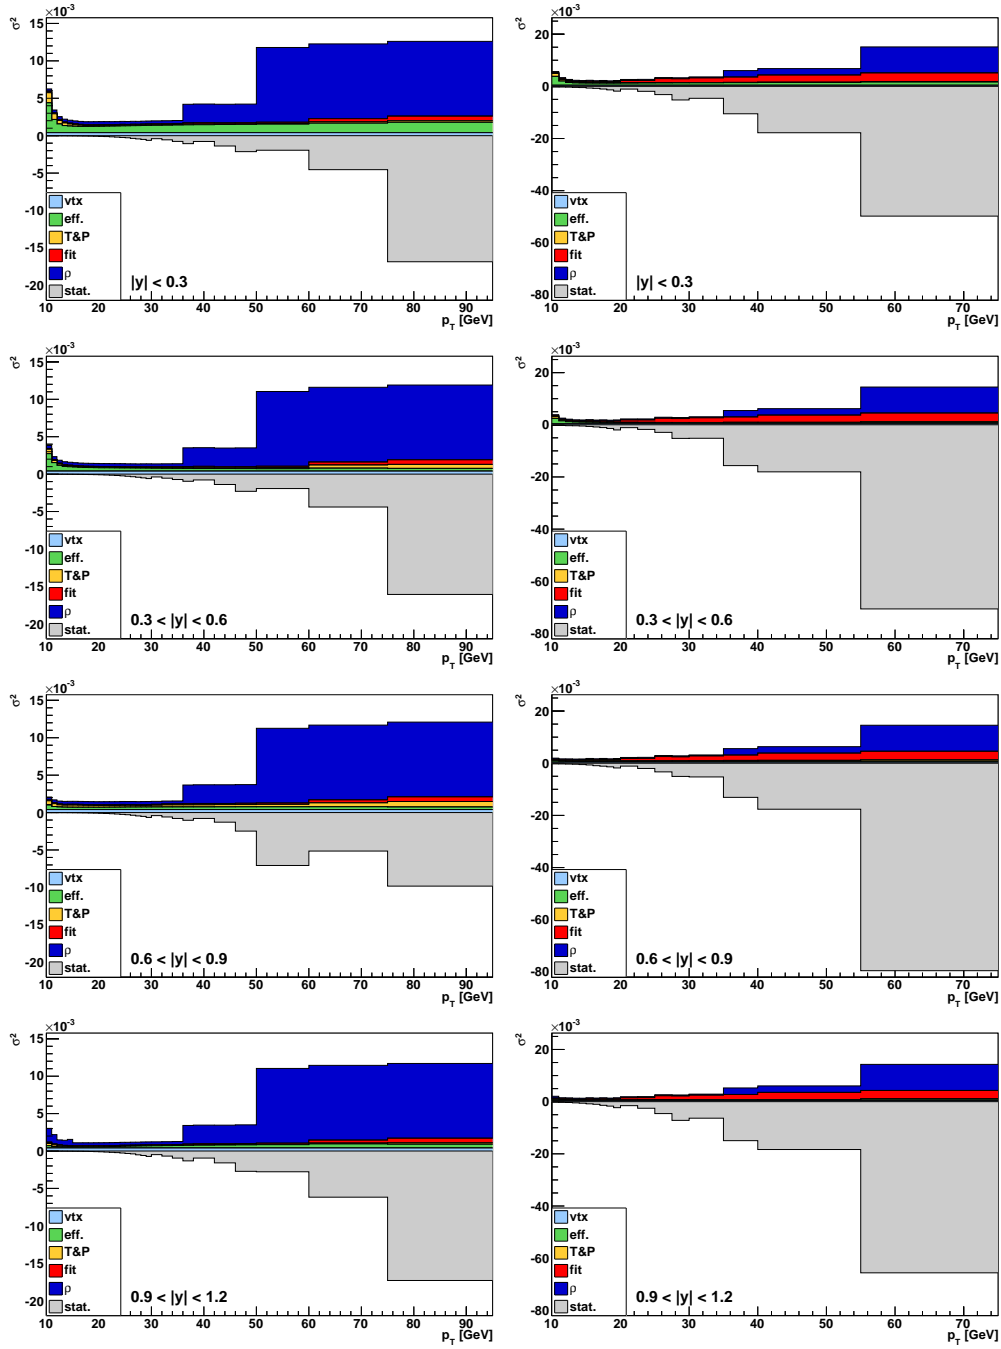 ×10⁻³
σ²
15
10
5
0
-5
-10
-15
-20
vtx
eff.
T&P
fit
ρ
stat.
|y| < 0.3
10 20 30 40 50 60 70 80 90
p_T [GeV]
×10⁻³
σ²
20
0
-20
-40
-60
-80
vtx
eff.
T&P
fit
ρ
stat.
|y| < 0.3
10 20 30 40 50 60 70
p_T [GeV]
×10⁻³
σ²
15
10
5
0
-5
-10
-15
-20
vtx
eff.
T&P
fit
ρ
stat.
0.3 < |y| < 0.6
10 20 30 40 50 60 70 80 90
p_T [GeV]
×10⁻³
σ²
20
0
-20
-40
-60
-80
vtx
eff.
T&P
fit
ρ
stat.
0.3 < |y| < 0.6
10 20 30 40 50 60 70
p_T [GeV]
×10⁻³
σ²
15
10
5
0
-5
-10
-15
-20
vtx
eff.
T&P
fit
ρ
stat.
0.6 < |y| < 0.9
10 20 30 40 50 60 70 80 90
p_T [GeV]
×10⁻³
σ²
20
0
-20
-40
-60
-80
vtx
eff.
T&P
fit
ρ
stat.
0.6 < |y| < 0.9
10 20 30 40 50 60 70
p_T [GeV]
×10⁻³
σ²
15
10
5
0
-5
-10
-15
-20
vtx
eff.
T&P
fit
ρ
stat.
0.9 < |y| < 1.2
10 20 30 40 50 60 70 80 90
p_T [GeV]
×10⁻³
σ²
20
0
-20
-40
-60
-80
vtx
eff.
T&P
fit
ρ
stat.
0.9 < |y| < 1.2
10 20 30 40 50 60 70
p_T [GeV]